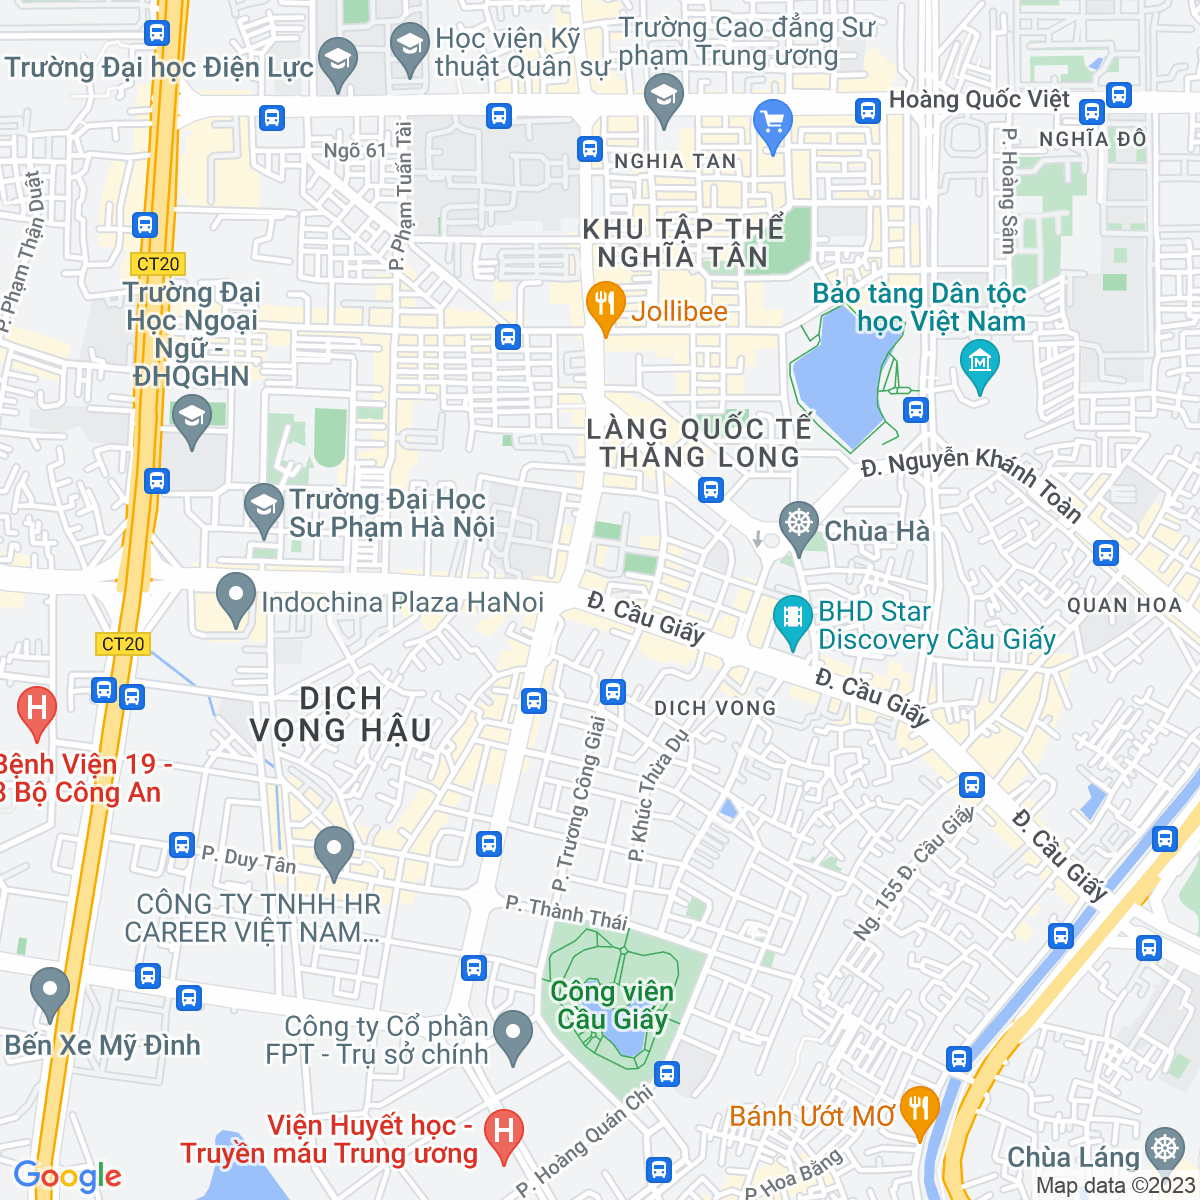 Trường Đại học Điện Lực
Học viện Kỹ
thuật Quân sự
Trường Cao đẳng Sư
phạm Trung ương
Hoàng Quốc Việt
NGHĨA ĐÔ
P. Hoàng Sâm
NGHIA TAN
Ngõ 61
P. Phạm Tuấn Tài
P. Phạm Thận Duật
KHU TẬP THỂ
NGHĨA TÂN
CT20
Trường Đại
Học Ngoại
Ngữ -
ĐHQGHN
Jollibee
Bảo tàng Dân tộc
học Việt Nam
LÀNG QUỐC TẾ
THĂNG LONG
Đ. Nguyễn Khánh Toàn
Trường Đại Học
Sư Phạm Hà Nội
Chùa Hà
Indochina Plaza HaNoi
Đ. Cầu Giấy
BHD Star
Discovery Cầu Giấy
QUAN HOA
CT20
DỊCH
VỌNG HẬU
DICH VONG
Đ. Cầu Giấy
Bệnh Viện 19 -
8 Bộ Công An
P. Trương Công Giai
P. Khúc Thừa Dụ
Đ. Cầu Giấy
Ng. 155 Đ. Cầu Giấy
P. Duy Tân
CÔNG TY TNHH HR
CAREER VIỆT NAM...
P. Thành Thái
Công viên
Cầu Giấy
Công ty Cổ phần
FPT - Trụ sở chính
Bến Xe Mỹ Đình
Viện Huyết học -
Truyền máu Trung ương
P. Hoàng Quán Chi
Bánh Ướt MƠ
P. Hoa Bằng
Chùa Láng
Google
Map data ©2023